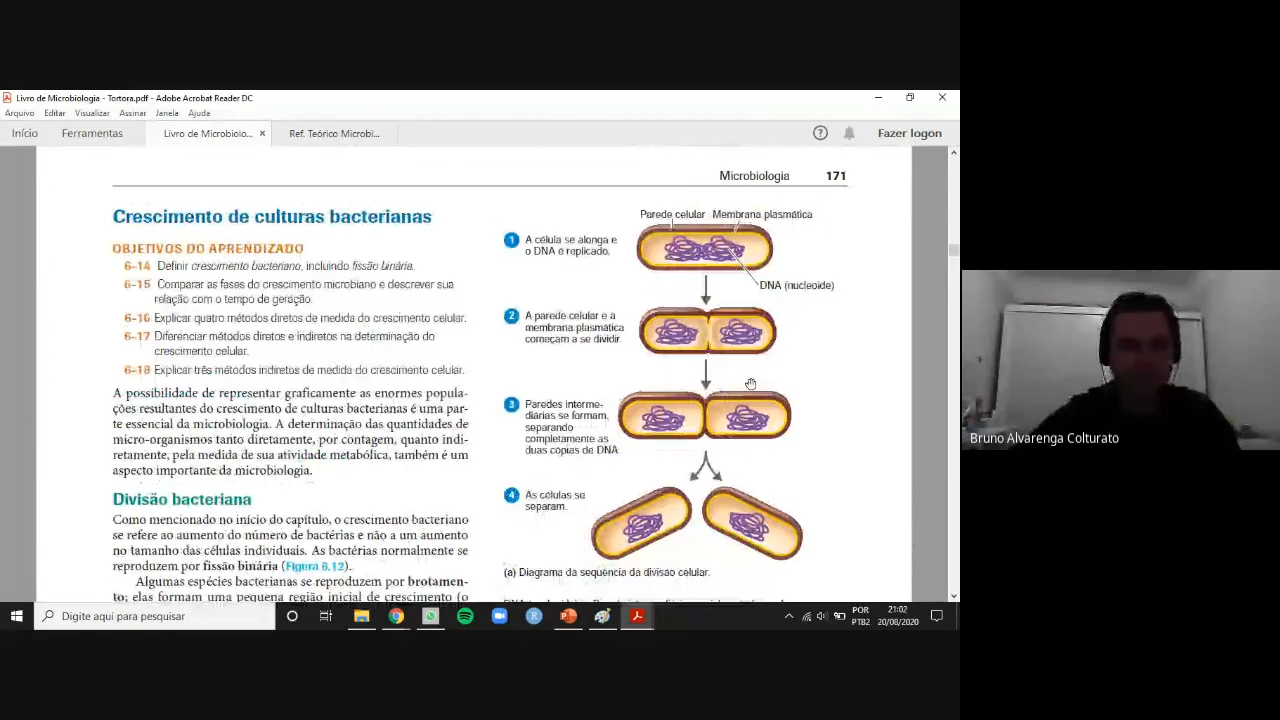 Livro de Microbiologia - Tortora.pdf - Adobe Acrobat Reader DC
Arquivo Editar Visualizar Assinar Janela Ajuda
Início Ferramentas Livro de Microbiolo... × Ref. Teórico Microbi... Fazer logon
Microbiologia 171
Crescimento de culturas bacterianas
OBJETIVOS DO APRENDIZADO
6-14 Definir crescimento bacteriano, incluindo fissão binária.
6-15 Comparar as fases do crescimento microbiano e descrever sua
relação com o tempo de geração.
6-16 Explicar quatro métodos diretos de medida do crescimento celular.
6-17 Diferenciar métodos diretos e indiretos na determinação do
crescimento celular.
6-18 Explicar três métodos indiretos de medida do crescimento celular.
A possibilidade de representar graficamente as enormes popula-
ções resultantes do crescimento de culturas bacterianas é uma par-
te essencial da microbiologia. A determinação das quantidades de
micro-organismos tanto diretamente, por contagem, quanto indi-
retamente, pela medida de sua atividade metabólica, também é um
aspecto importante da microbiologia.
Divisão bacteriana
Como mencionado no início do capítulo, o crescimento bacteriano
se refere ao aumento do número de bactérias e não a um aumento
no tamanho das células individuais. As bactérias normalmente se
reproduzem por fissão binária (Figura 6.12).
Algumas espécies bacterianas se reproduzem por brotamen-
to; elas formam uma pequena região inicial de crescimento (o
Parede celular Membrana plasmática
1 A célula se alonga e
o DNA é replicado.
DNA (nucleoide)
2 A parede celular e a
membrana plasmática
começam a se dividir.
3 Paredes interme-
diárias se formam,
separando
completamente as
duas cópias de DNA.
4 As células se
separam.
(a) Diagrama da sequência da divisão celular.
Bruno Alvarenga Colturato
Digite aqui para pesquisar
POR
PTB2
21:02
20/08/2020